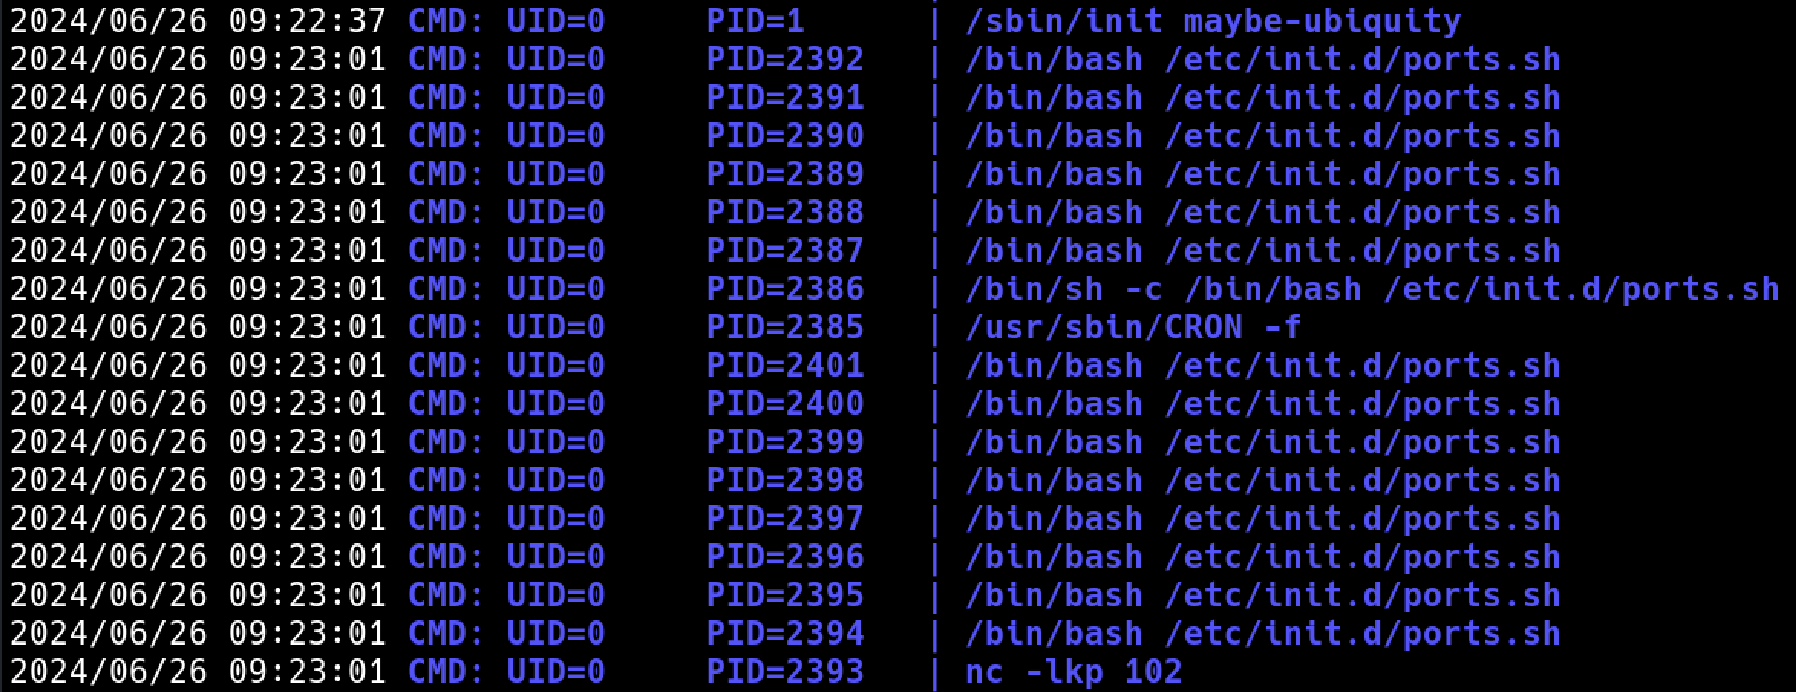 2024/06/26 09:22:37 CMD: UID=0     PID=1      | /sbin/init maybe-ubiquity
2024/06/26 09:23:01 CMD: UID=0     PID=2392   | /bin/bash /etc/init.d/ports.sh
2024/06/26 09:23:01 CMD: UID=0     PID=2391   | /bin/bash /etc/init.d/ports.sh
2024/06/26 09:23:01 CMD: UID=0     PID=2390   | /bin/bash /etc/init.d/ports.sh
2024/06/26 09:23:01 CMD: UID=0     PID=2389   | /bin/bash /etc/init.d/ports.sh
2024/06/26 09:23:01 CMD: UID=0     PID=2388   | /bin/bash /etc/init.d/ports.sh
2024/06/26 09:23:01 CMD: UID=0     PID=2387   | /bin/bash /etc/init.d/ports.sh
2024/06/26 09:23:01 CMD: UID=0     PID=2386   | /bin/sh -c /bin/bash /etc/init.d/ports.sh
2024/06/26 09:23:01 CMD: UID=0     PID=2385   | /usr/sbin/CRON -f
2024/06/26 09:23:01 CMD: UID=0     PID=2401   | /bin/bash /etc/init.d/ports.sh
2024/06/26 09:23:01 CMD: UID=0     PID=2400   | /bin/bash /etc/init.d/ports.sh
2024/06/26 09:23:01 CMD: UID=0     PID=2399   | /bin/bash /etc/init.d/ports.sh
2024/06/26 09:23:01 CMD: UID=0     PID=2398   | /bin/bash /etc/init.d/ports.sh
2024/06/26 09:23:01 CMD: UID=0     PID=2397   | /bin/bash /etc/init.d/ports.sh
2024/06/26 09:23:01 CMD: UID=0     PID=2396   | /bin/bash /etc/init.d/ports.sh
2024/06/26 09:23:01 CMD: UID=0     PID=2395   | /bin/bash /etc/init.d/ports.sh
2024/06/26 09:23:01 CMD: UID=0     PID=2394   | /bin/bash /etc/init.d/ports.sh
2024/06/26 09:23:01 CMD: UID=0     PID=2393   | nc -lkp 102